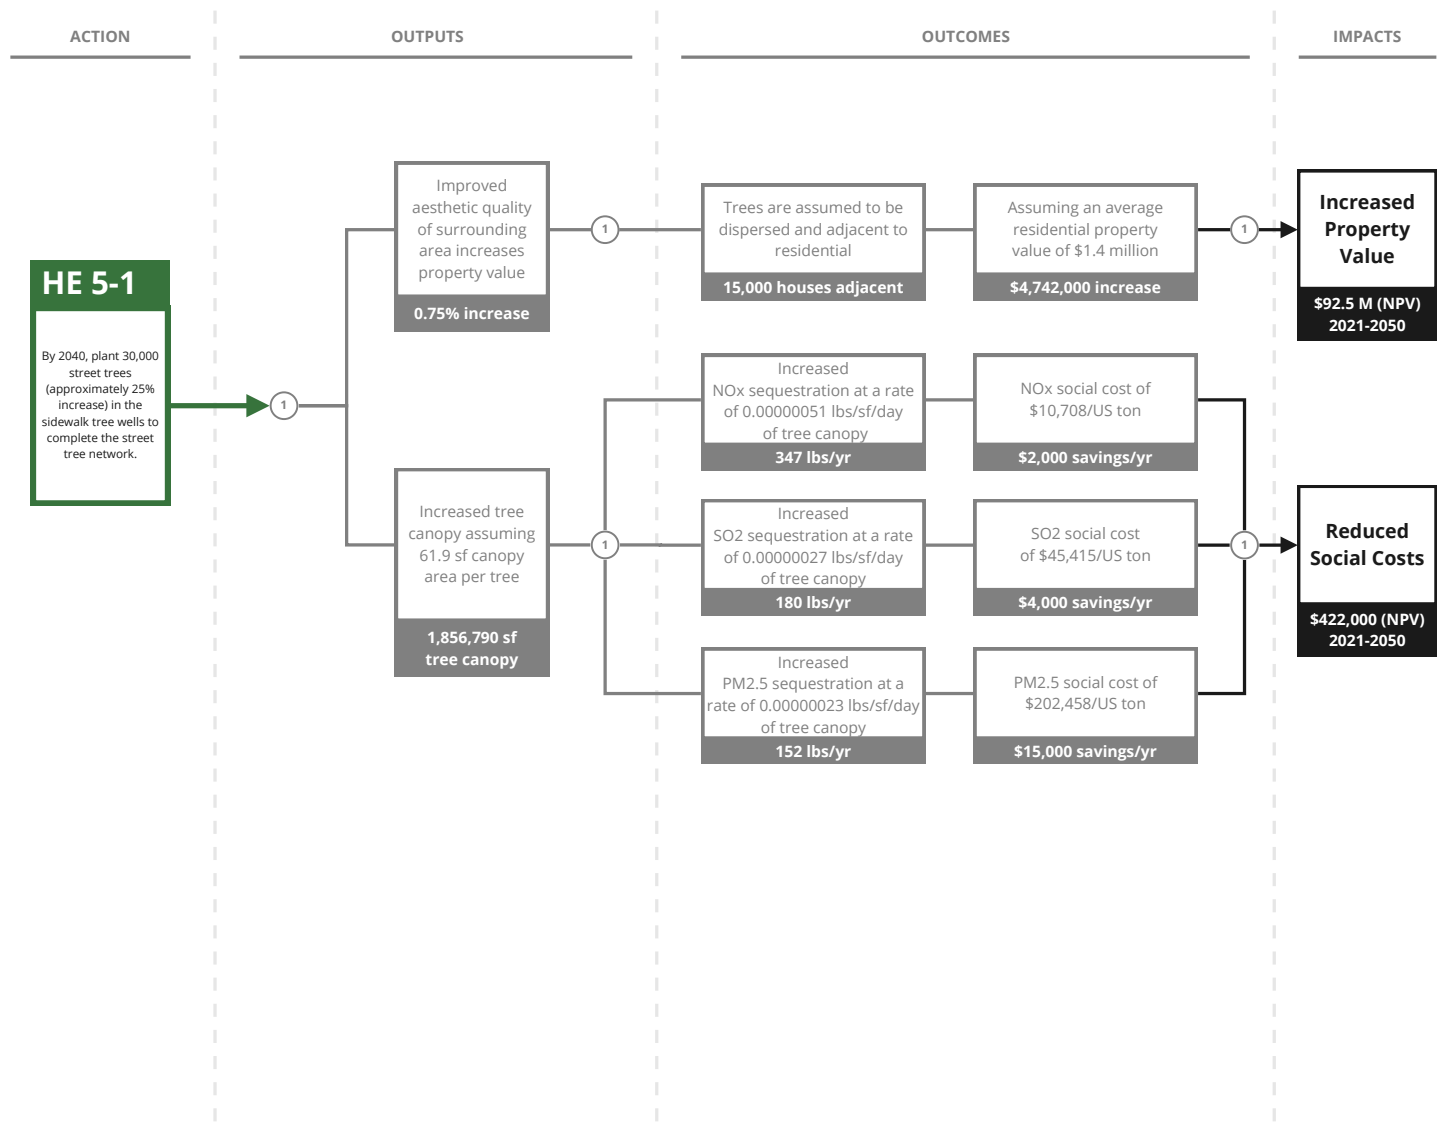 ACTION
OUTPUTS
OUTCOMES
IMPACTS
HE 5-1
By 2040, plant 30,000
street trees
(approximately 25%
increase) in the
sidewalk tree wells to
complete the street
tree network.
1
Improved
aesthetic quality
of surrounding
area increases
property value
0.75% increase
1
Trees are assumed to be
dispersed and adjacent to
residential
15,000 houses adjacent
Assuming an average
residential property
value of $1.4 million
$4,742,000 increase
1
Increased
Property
Value
$92.5 M (NPV)
2021-2050
Increased tree
canopy assuming
61.9 sf canopy
area per tree
1,856,790 sf
tree canopy
1
Increased
NOx sequestration at a rate
of 0.00000051 lbs/sf/day
of tree canopy
347 lbs/yr
NOx social cost of
$10,708/US ton
$2,000 savings/yr
Increased
SO2 sequestration at a rate
of 0.00000027 lbs/sf/day
of tree canopy
180 lbs/yr
SO2 social cost
of $45,415/US ton
$4,000 savings/yr
Increased
PM2.5 sequestration at a
rate of 0.00000023 lbs/sf/day
of tree canopy
152 lbs/yr
PM2.5 social cost of
$202,458/US ton
$15,000 savings/yr
1
Reduced
Social Costs
$422,000 (NPV)
2021-2050